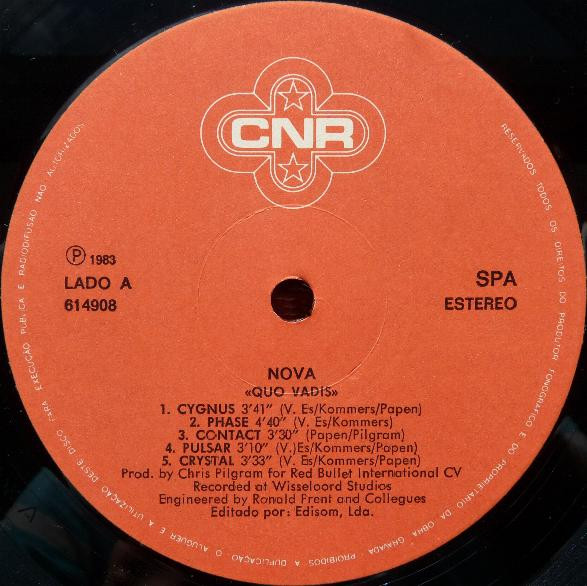 CNR
RESERVADOS TODOS OS DIREITOS DO PRODUTOR FONOGRÁFICO E DO PROPRIETÁRIO DA OBRA GRAVADA · PROIBIDOS A DUPLICAÇÃO O ALUGUER E A UTILIZAÇÃO DESTE DISCO PARA EXECUÇÃO PÚBLICA E RADIODIFUSÃO NÃO AUTORIZADOS
Ⓟ 1983
LADO A
614908
SPA
ESTEREO
NOVA
«QUO VADIS»
1. CYGNUS 3'41" (V. Es/Kommers/Papen)
2. PHASE 4'40" (V. Es/Kommers)
3. CONTACT 3'30" (Papen/Pilgram)
4. PULSAR 3'10" (V.)Es/Kommers/Papen)
5. CRYSTAL 3'33" (V. Es/Kommers/Papen)
Prod. by Chris Pilgram for Red Bullet International CV
Recorded at Wisseloord Studios
Engineered by Ronald Prent and Collegues
Editado por: Edisom, Lda.